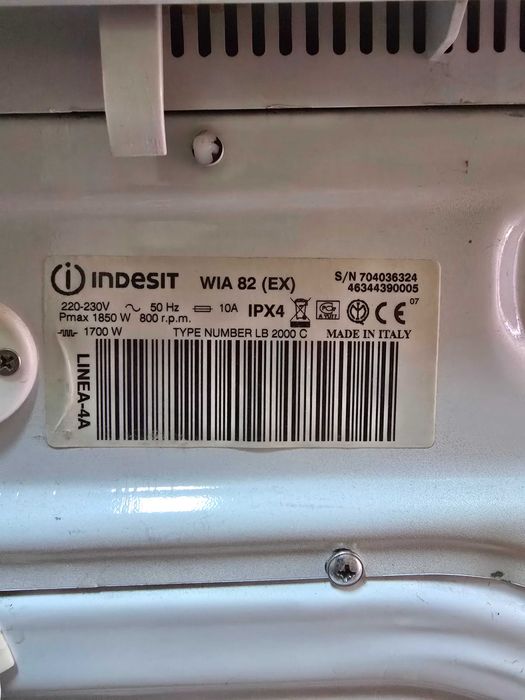 INDESIT WIA 82 (EX) S/N 704036324
46344390005
220-230V 50 Hz 10A IPX4 CE 07
Pmax 1850 W 800 r.p.m.
1700 W TYPE NUMBER LB 2000 C MADE IN ITALY
LINEA-4A